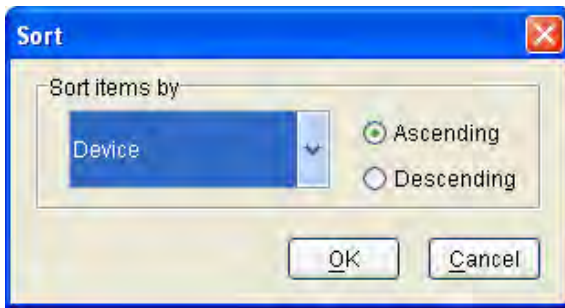 Sort
Sort items by
Device
Ascending
Descending
OK
Cancel